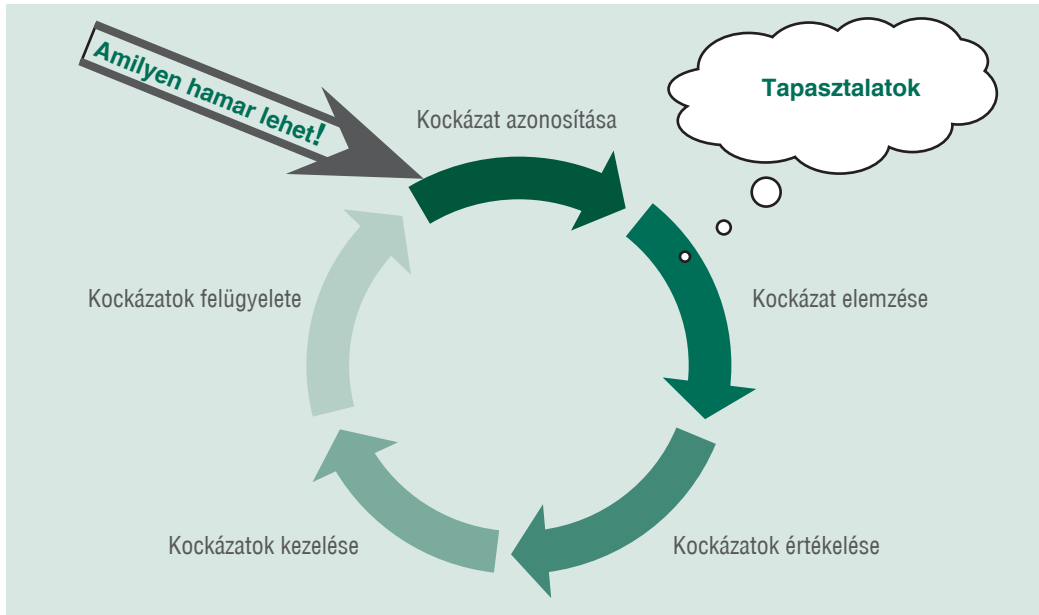 Amilyen hamar lehet!
Tapasztalatok
Kockázat azonosítása
Kockázatok felügyelete
Kockázat elemzése
Kockázatok kezelése
Kockázatok értékelése